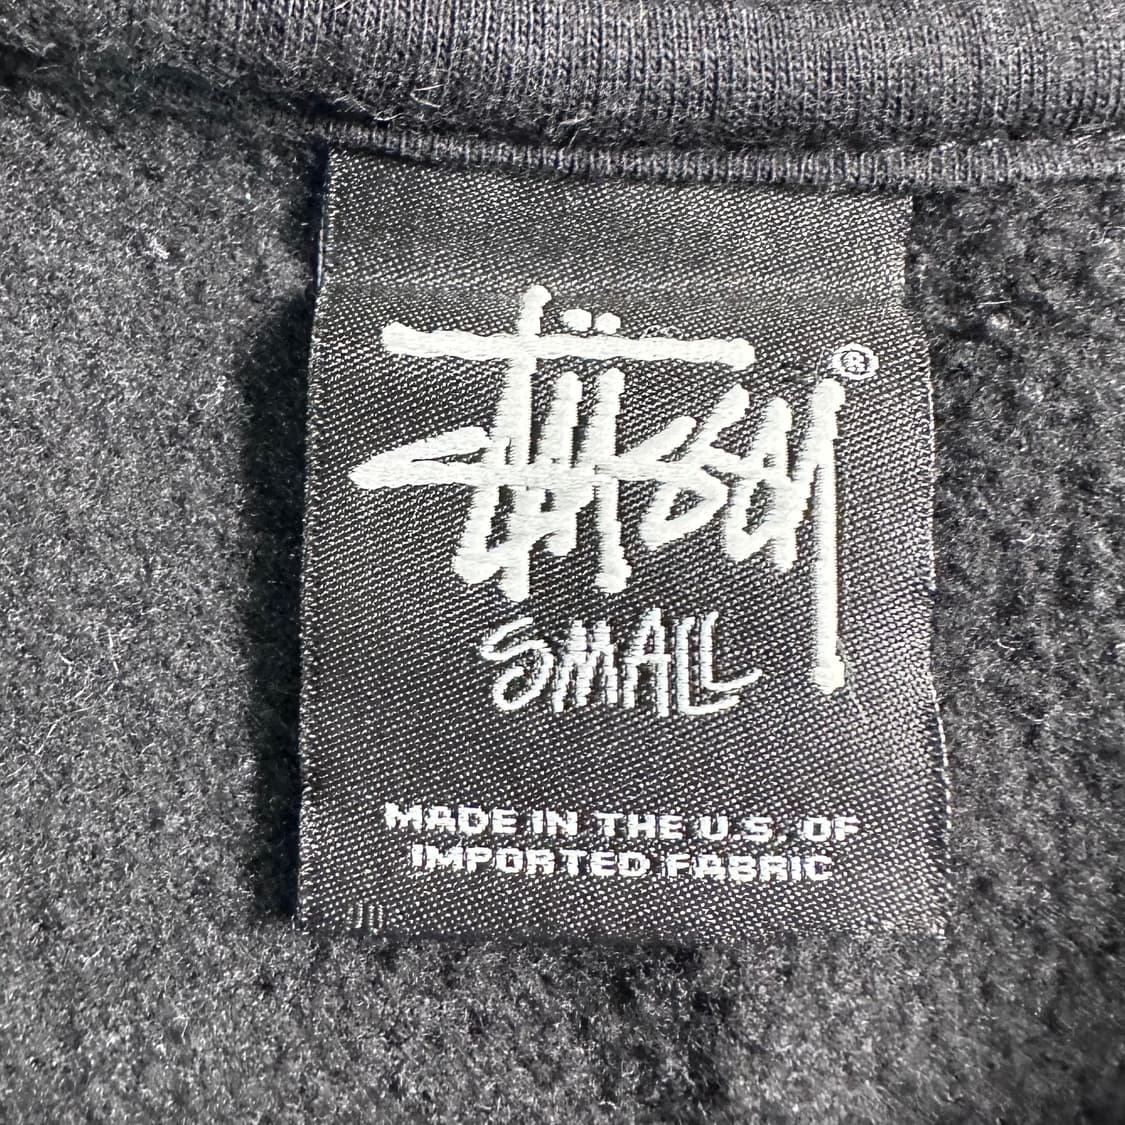 Stüssy ®
SMALL
MADE IN THE U.S. OF
IMPORTED FABRIC